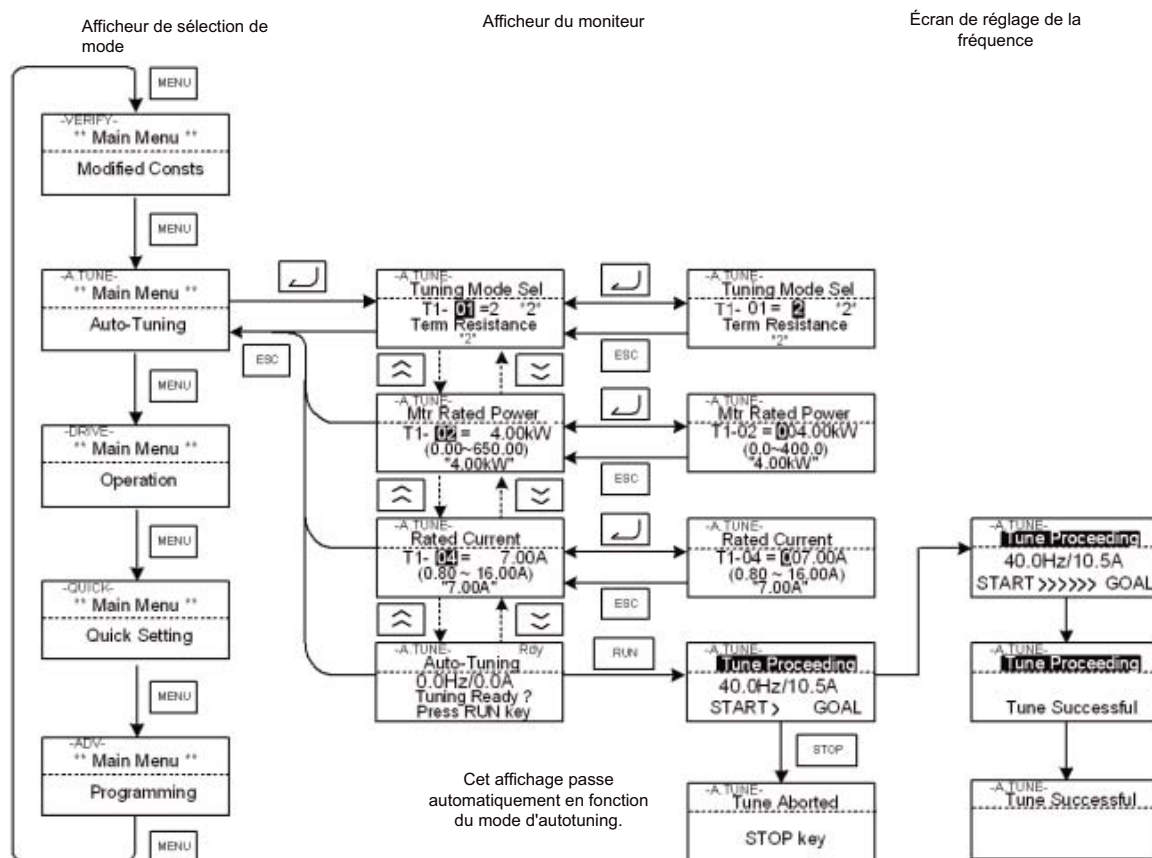 Afficheur de sélection de
mode
Afficheur du moniteur
Écran de réglage de la
fréquence
MENU
-VERIFY-
** Main Menu **
Modified Consts
MENU
-A.TUNE-
** Main Menu **
Auto-Tuning
ESC
MENU
-DRIVE-
** Main Menu **
Operation
MENU
-QUICK-
** Main Menu **
Quick Setting
MENU
-ADV-
** Main Menu **
Programming
MENU
-A.TUNE-
Tuning Mode Sel
T1- 01 =2 "2"
Term Resistance
"2"
-A.TUNE-
Tuning Mode Sel
T1- 01 = 2 "2"
Term Resistance
"2"
ESC
-A.TUNE-
Mtr Rated Power
T1- 02 = 4.00kW
(0.00~650.00)
"4.00kW"
-A.TUNE-
Mtr Rated Power
T1-02 = 004.00kW
(0.0~400.0)
"4.00kW"
ESC
-A.TUNE-
Rated Current
T1- 04 = 7.00A
(0.80 ~ 16.00A)
"7.00A"
-A.TUNE-
Rated Current
T1-04 = 007.00A
(0.80 ~ 16.00A)
"7.00A"
ESC
-A.TUNE- Rdy
Auto-Tuning
0.0Hz/0.0A
Tuning Ready ?
Press RUN key
RUN
-A.TUNE-
Tune Proceeding
40.0Hz/10.5A
START> GOAL
STOP
-A.TUNE-
Tune Aborted
STOP key
-A.TUNE-
Tune Proceeding
40.0Hz/10.5A
START >>>>>> GOAL
-A.TUNE-
Tune Proceeding
Tune Successful
-A.TUNE-
Tune Successful
Cet affichage passe
automatiquement en fonction
du mode d'autotuning.